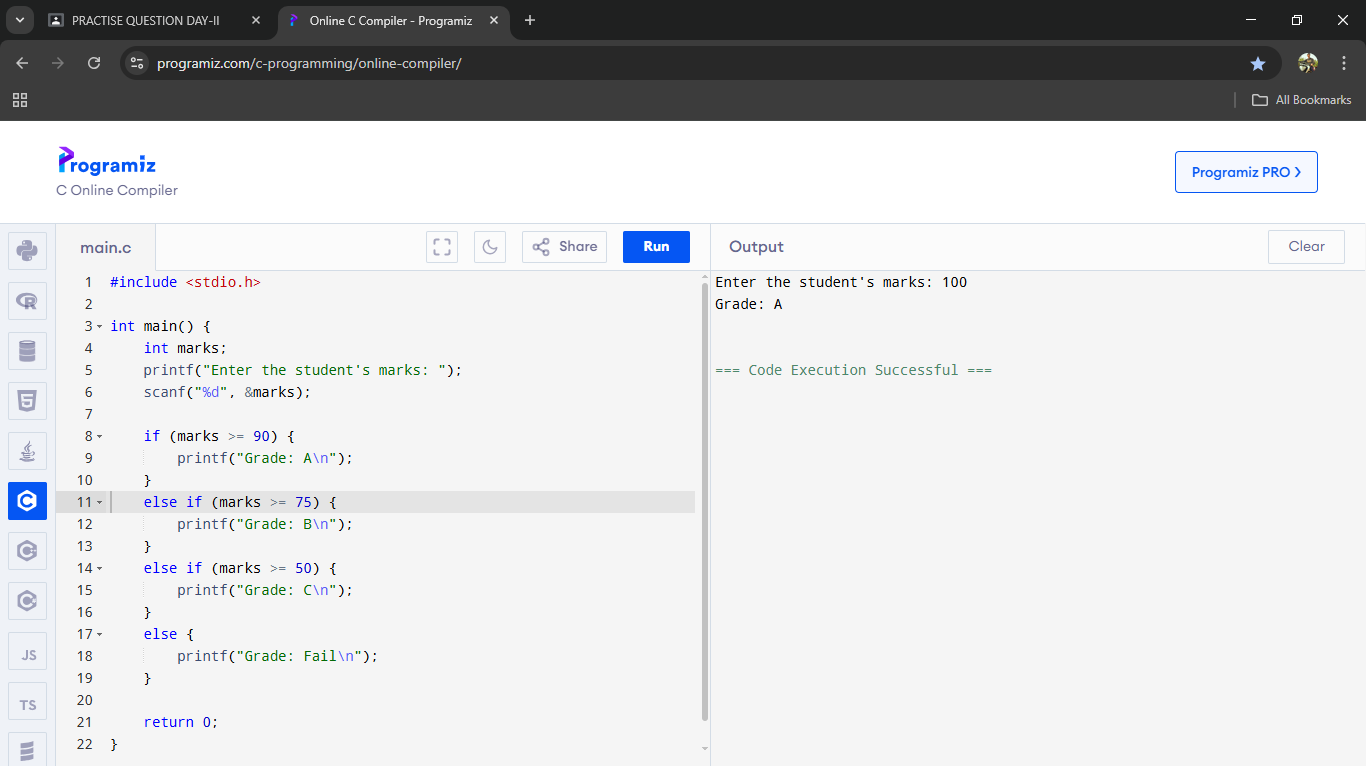 PRACTISE QUESTION DAY-II
Online C Compiler - Programiz
programiz.com/c-programming/online-compiler/
All Bookmarks
Programiz
C Online Compiler
Programiz PRO ›
main.c
Share
Run
Output
Clear
1 #include <stdio.h>
2
3 int main() {
4     int marks;
5     printf("Enter the student's marks: ");
6     scanf("%d", &marks);
7
8     if (marks >= 90) {
9         printf("Grade: A\n");
10     }
11     else if (marks >= 75) {
12         printf("Grade: B\n");
13     }
14     else if (marks >= 50) {
15         printf("Grade: C\n");
16     }
17     else {
18         printf("Grade: Fail\n");
19     }
20
21     return 0;
22 }
Enter the student's marks: 100
Grade: A
=== Code Execution Successful ===
JS
TS